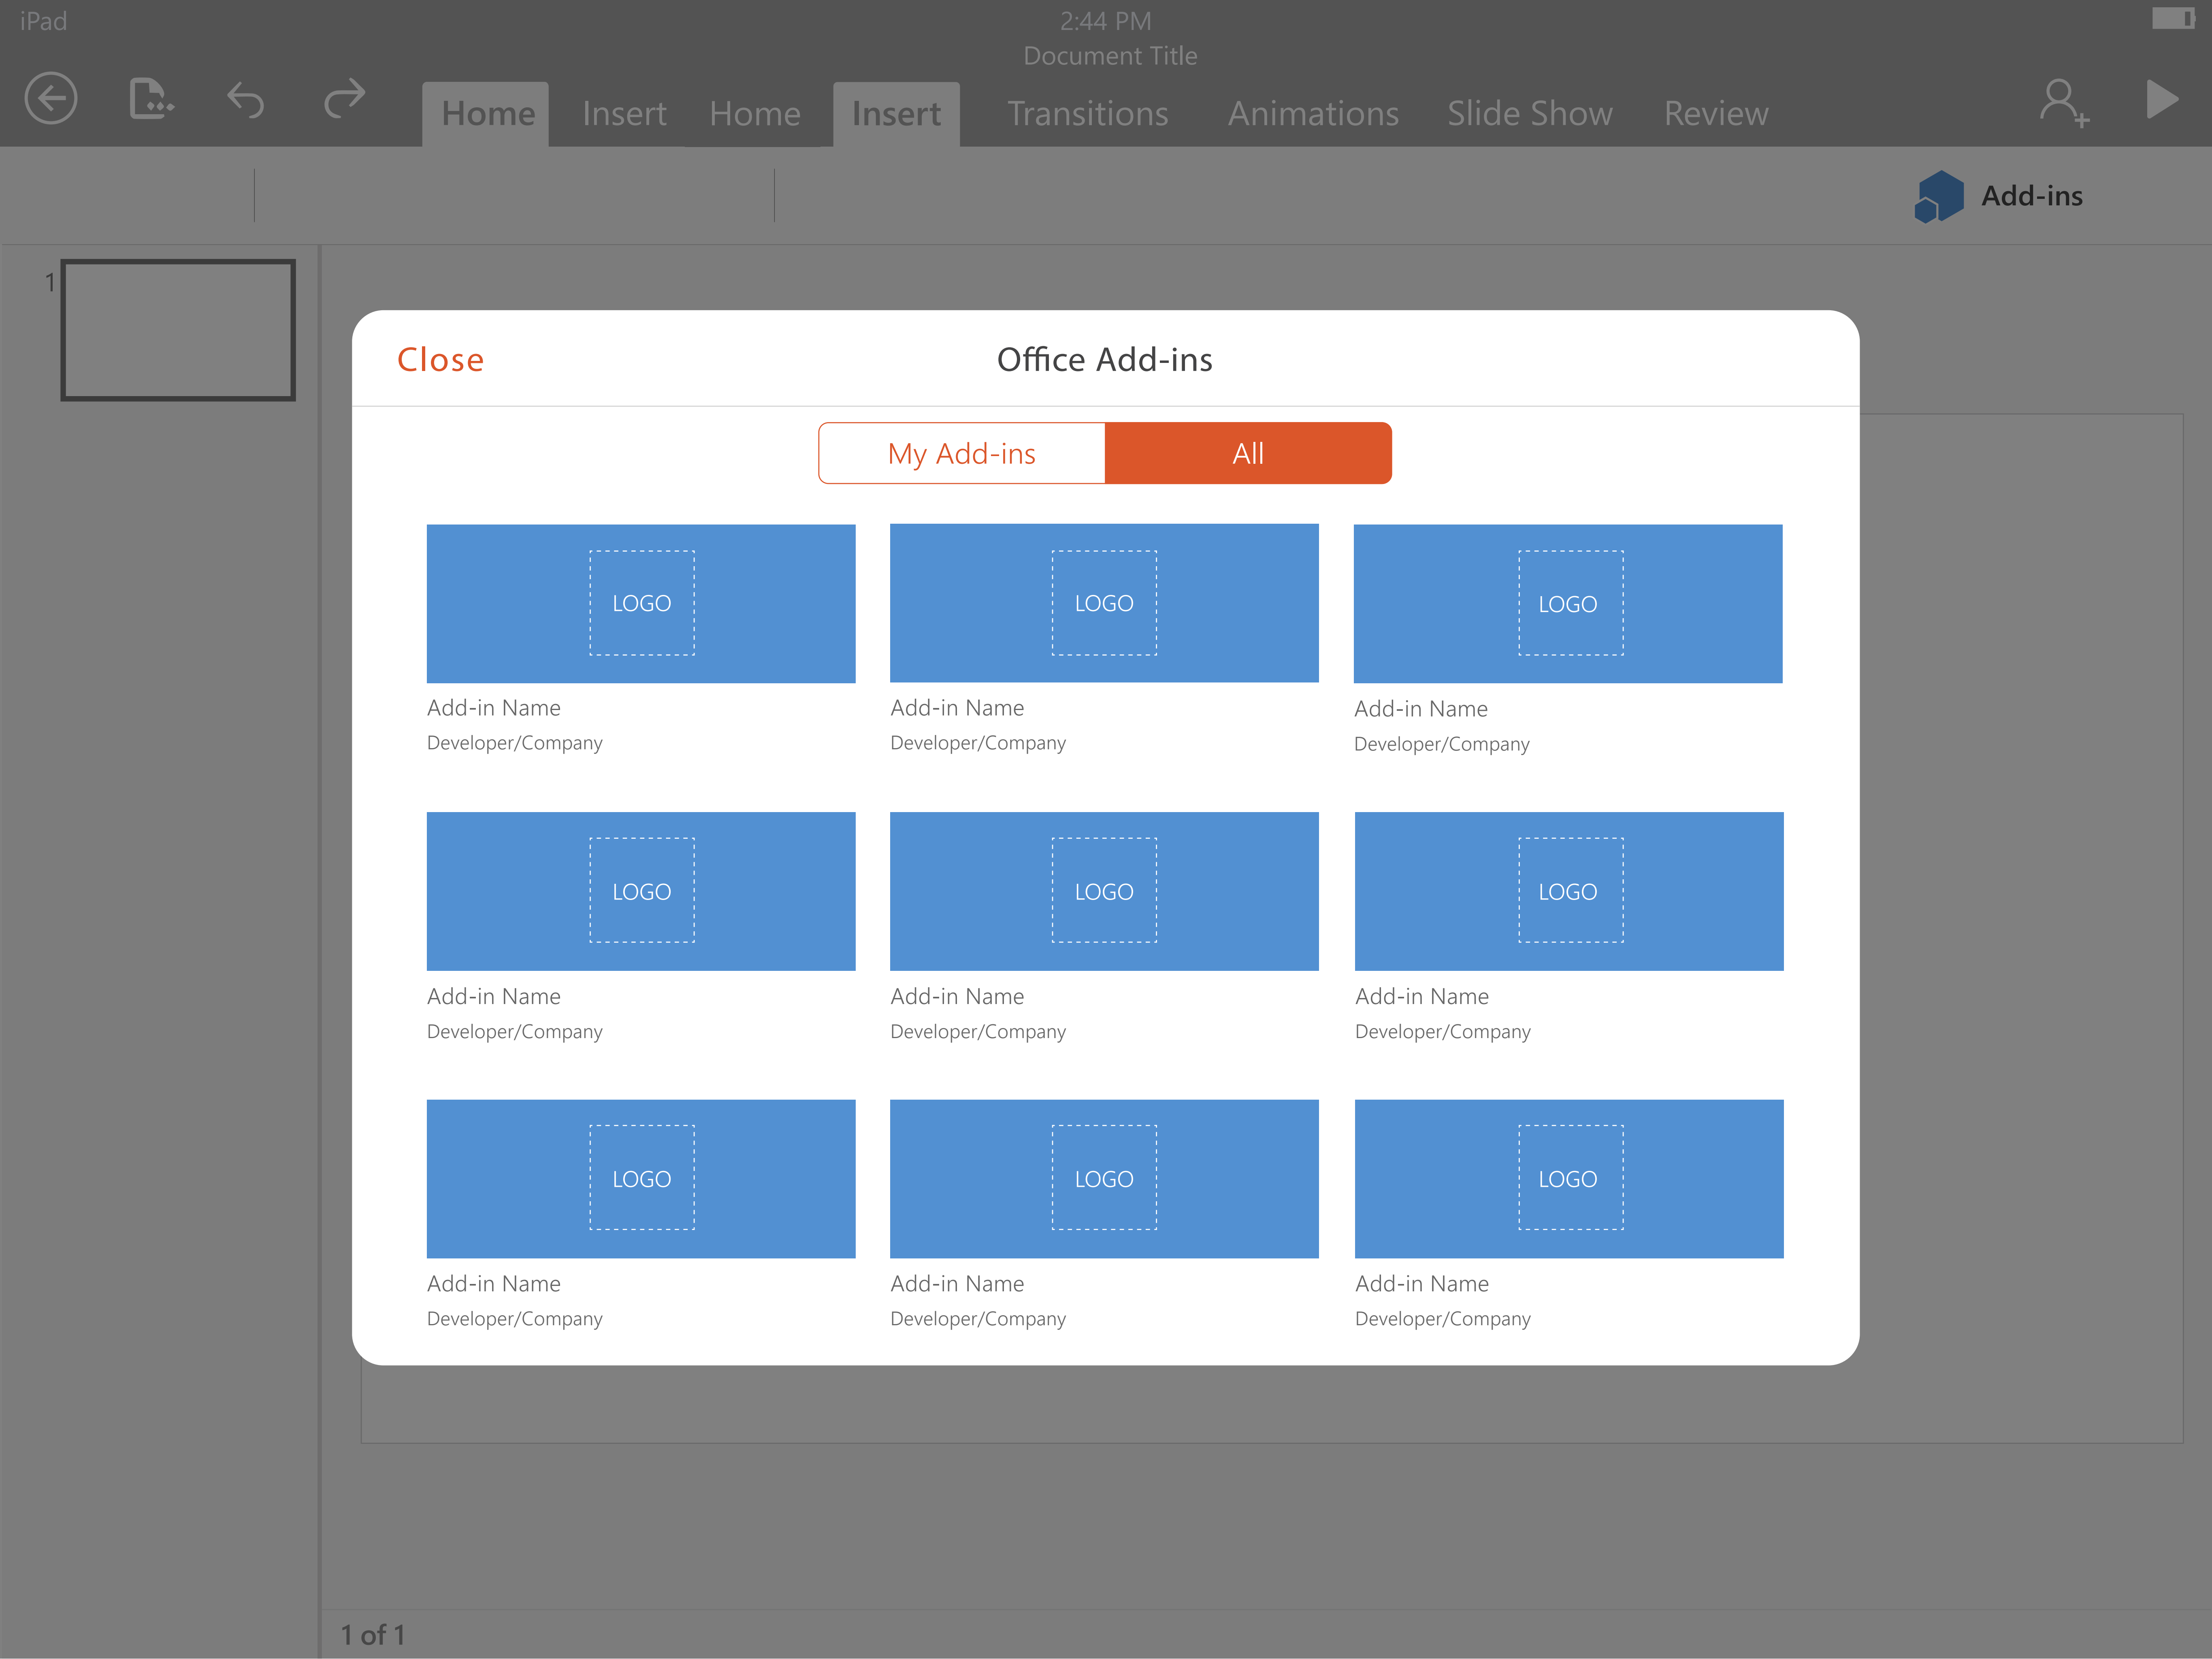 iPad
2:44 PM
Document Title
Home Insert Home Insert Transitions Animations Slide Show Review
Add-ins
1
Close Office Add-ins
My Add-ins All
LOGO LOGO LOGO
Add-in Name Add-in Name Add-in Name
Developer/Company Developer/Company Developer/Company
LOGO LOGO LOGO
Add-in Name Add-in Name Add-in Name
Developer/Company Developer/Company Developer/Company
LOGO LOGO LOGO
Add-in Name Add-in Name Add-in Name
Developer/Company Developer/Company Developer/Company
1 of 1